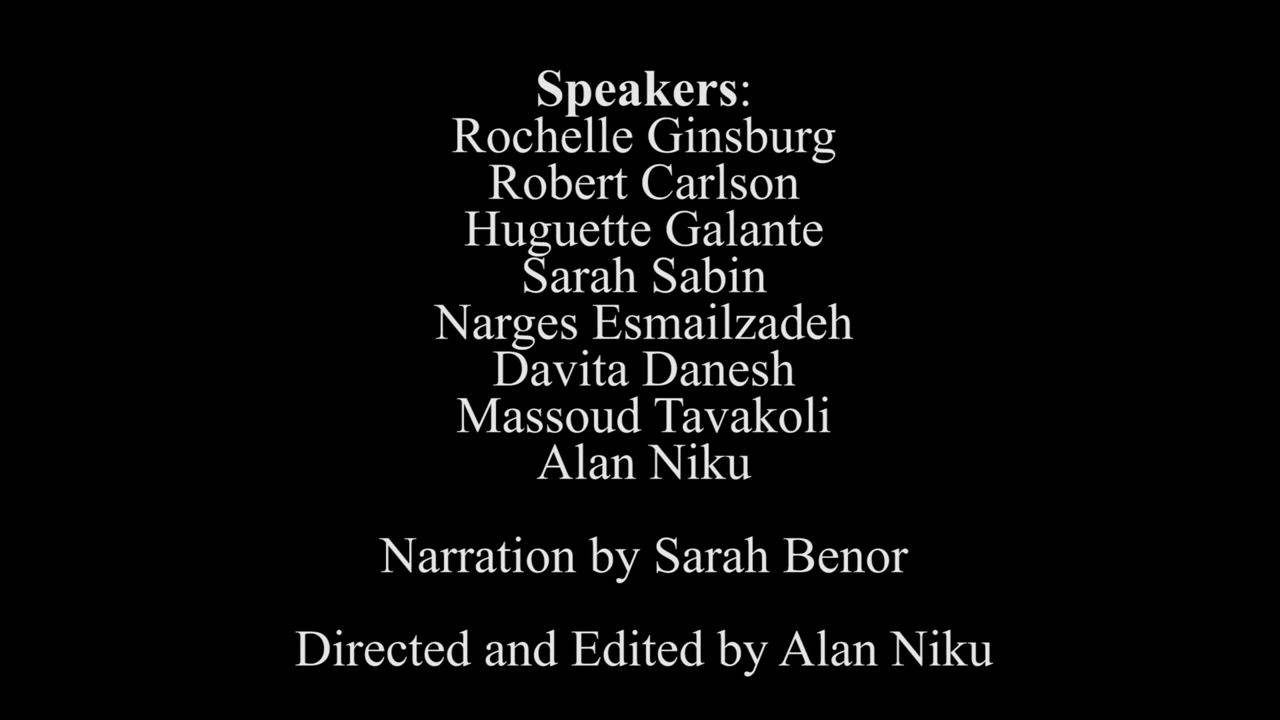 Speakers:
Rochelle Ginsburg
Robert Carlson
Huguette Galante
Sarah Sabin
Narges Esmailzadeh
Davita Danesh
Massoud Tavakoli
Alan Niku
Narration by Sarah Benor
Directed and Edited by Alan Niku